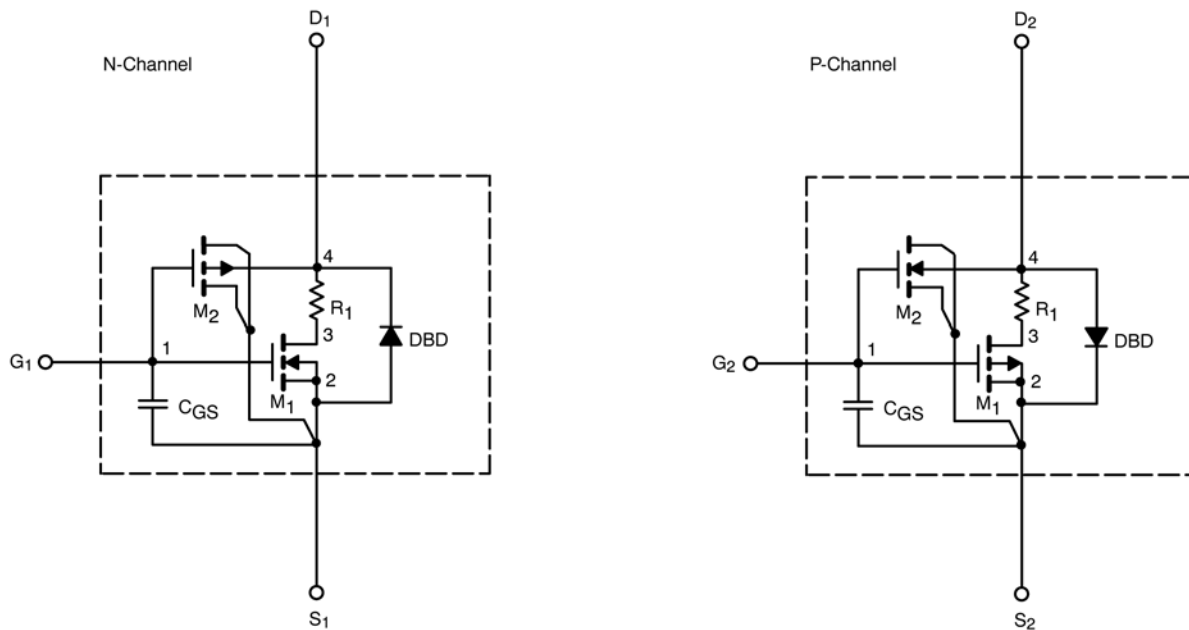 D1
N-Channel
4
M2
R1
3
DBD
G1
1
2
M1
CGS
S1
D2
P-Channel
4
M2
R1
3
DBD
G2
1
2
M1
CGS
S2